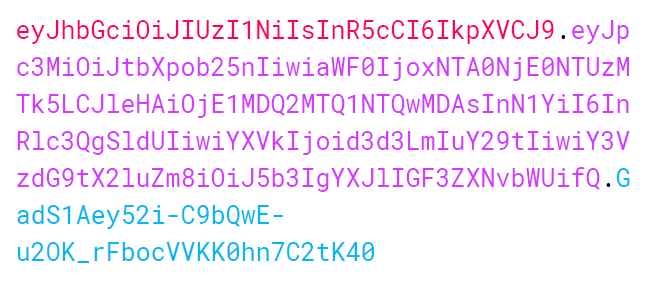 eyJhbGciOiJIUzI1NiIsInR5cCI6IkpXVCJ9.eyJp
c3MiOiJtbXpob25nIiwiaWF0IjoxNTA0NjE0NTUzM
Tk5LCJleHAiOjE1MDQ2MTQ1NTQwMDAsInN1YiI6In
Rlc3QgSldUIiwiYXVkIjoid3d3LmIuY29tIiwiY3V
zdG9tX2luZm8iOiJ5b3IgYXJlIGF3ZXNvbWUifQ.G
adS1Aey52i-C9bQwE-
u2OK_rFbocVVKK0hn7C2tK40